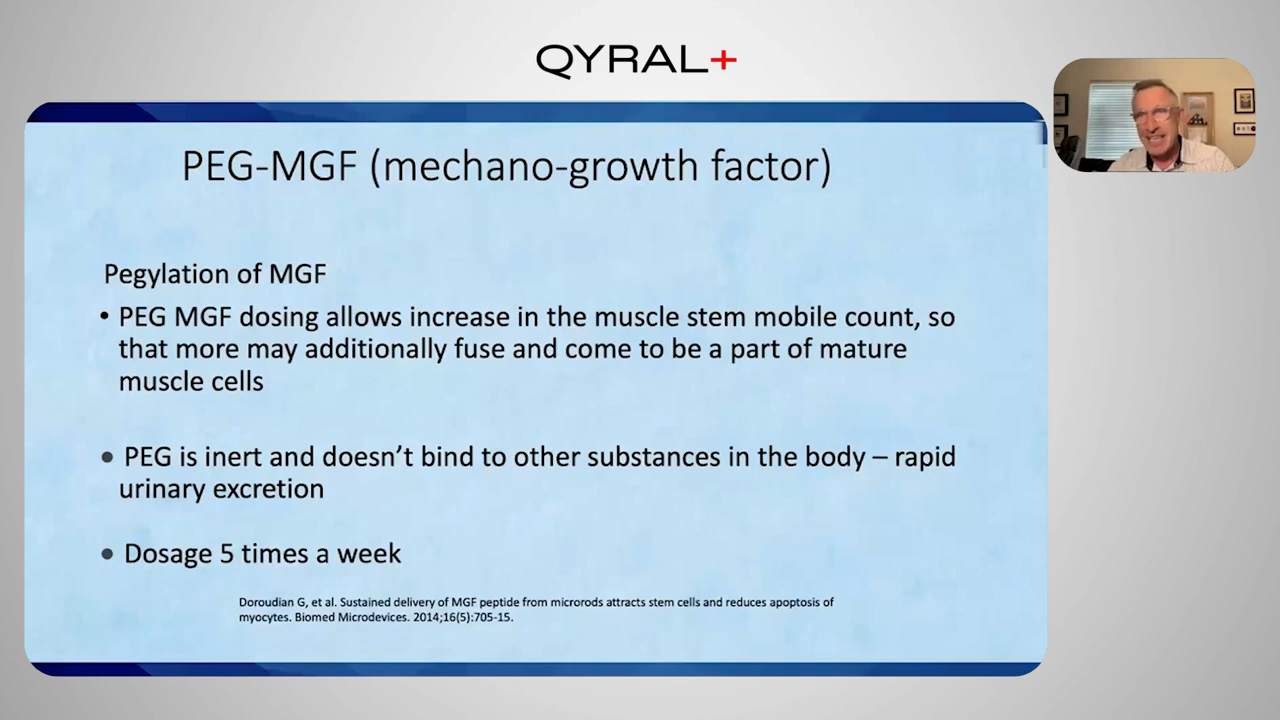 QYRAL+
PEG-MGF (mechano-growth factor)
Pegylation of MGF
• PEG MGF dosing allows increase in the muscle stem mobile count, so
that more may additionally fuse and come to be a part of mature
muscle cells
• PEG is inert and doesn’t bind to other substances in the body – rapid
urinary excretion
• Dosage 5 times a week
Doroudian G, et al. Sustained delivery of MGF peptide from microrods attracts stem cells and reduces apoptosis of
myocytes. Biomed Microdevices. 2014;16(5):705-15.